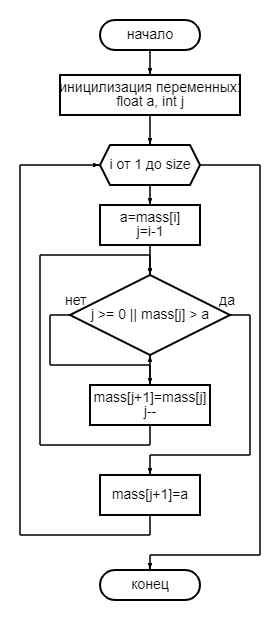 начало
иницилизация переменных:
float a, int j
i от 1 до size
a=mass[i]
j=i-1
нет
да
j >= 0 || mass[j] > a
mass[j+1]=mass[j]
j--
mass[j+1]=a
конец